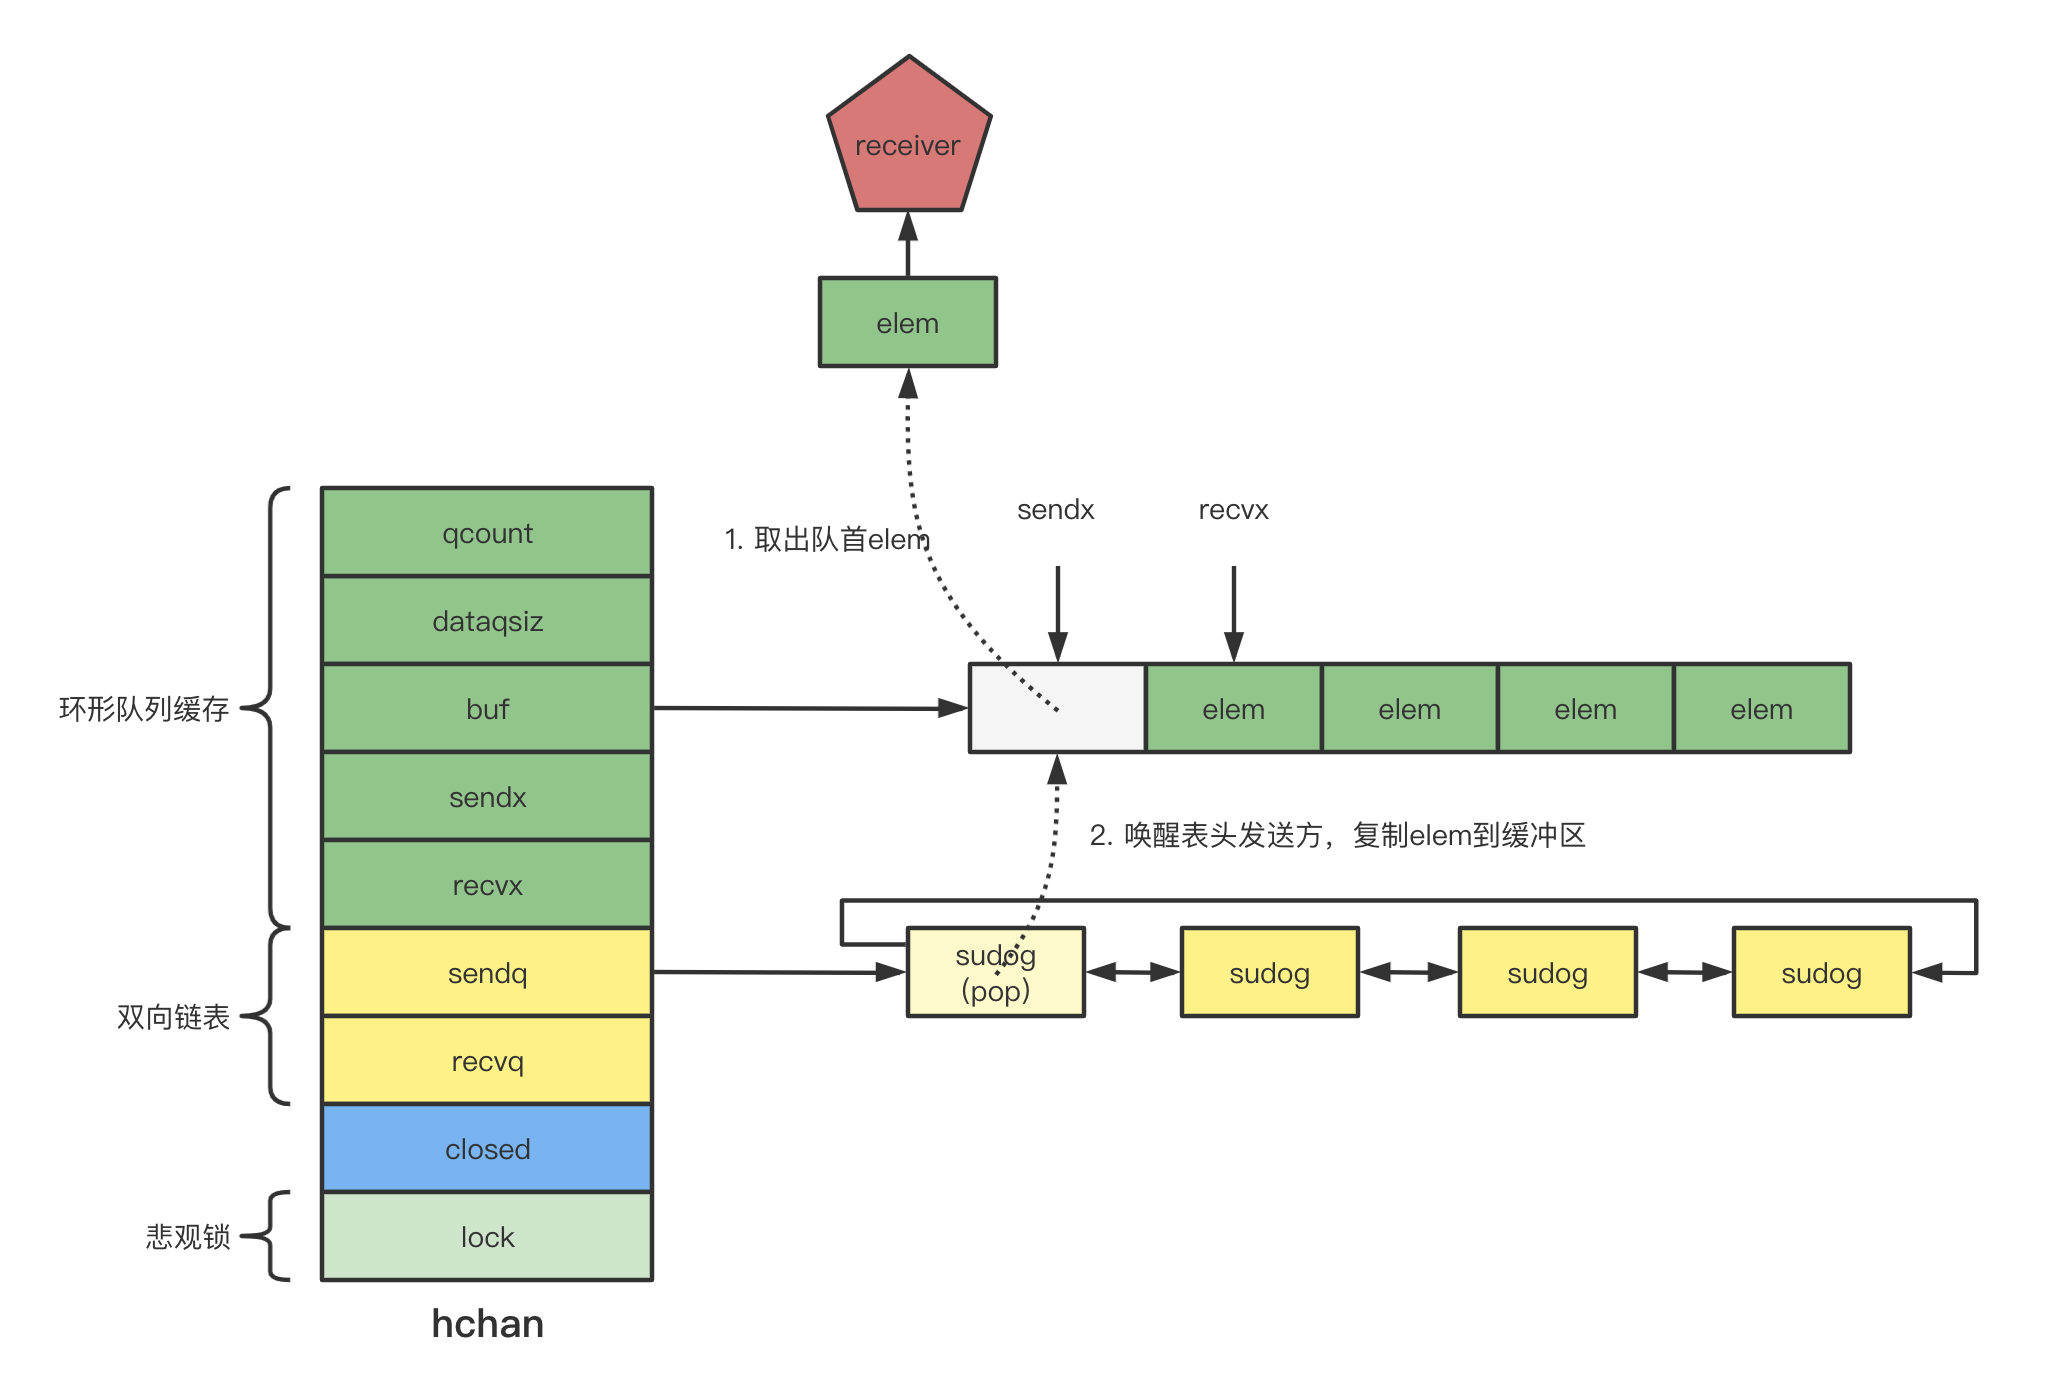 receiver
elem
1. 取出队首elem
sendx
recvx
环形队列缓存
qcount
dataqsiz
buf
sendx
recvx
elem
elem
elem
elem
2. 唤醒表头发送方，复制elem到缓冲区
双向链表
sendq
recvq
sudog
(pop)
sudog
sudog
sudog
closed
悲观锁
lock
hchan